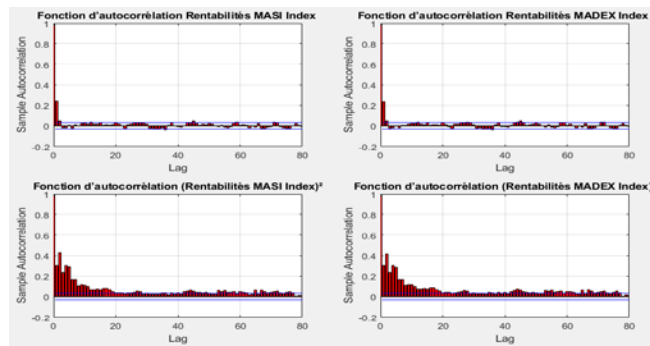 Fonction d'autocorrèlation Rentabilités MASI Index
1
0.8
0.6
0.4
0.2
0
-0.2
Sample Autocorrelation
0 20 40 60 80
Lag
Fonction d'autocorrèlation Rentabilités MADEX Index
1
0.8
0.6
0.4
0.2
0
-0.2
Sample Autocorrelation
0 20 40 60 80
Lag
Fonction d'autocorrèlation (Rentabilités MASI Index)²
1
0.8
0.6
0.4
0.2
0
-0.2
Sample Autocorrelation
0 20 40 60 80
Lag
Fonction d'autocorrèlation (Rentabilités MADEX Index)
1
0.8
0.6
0.4
0.2
0
-0.2
Sample Autocorrelation
0 20 40 60 80
Lag